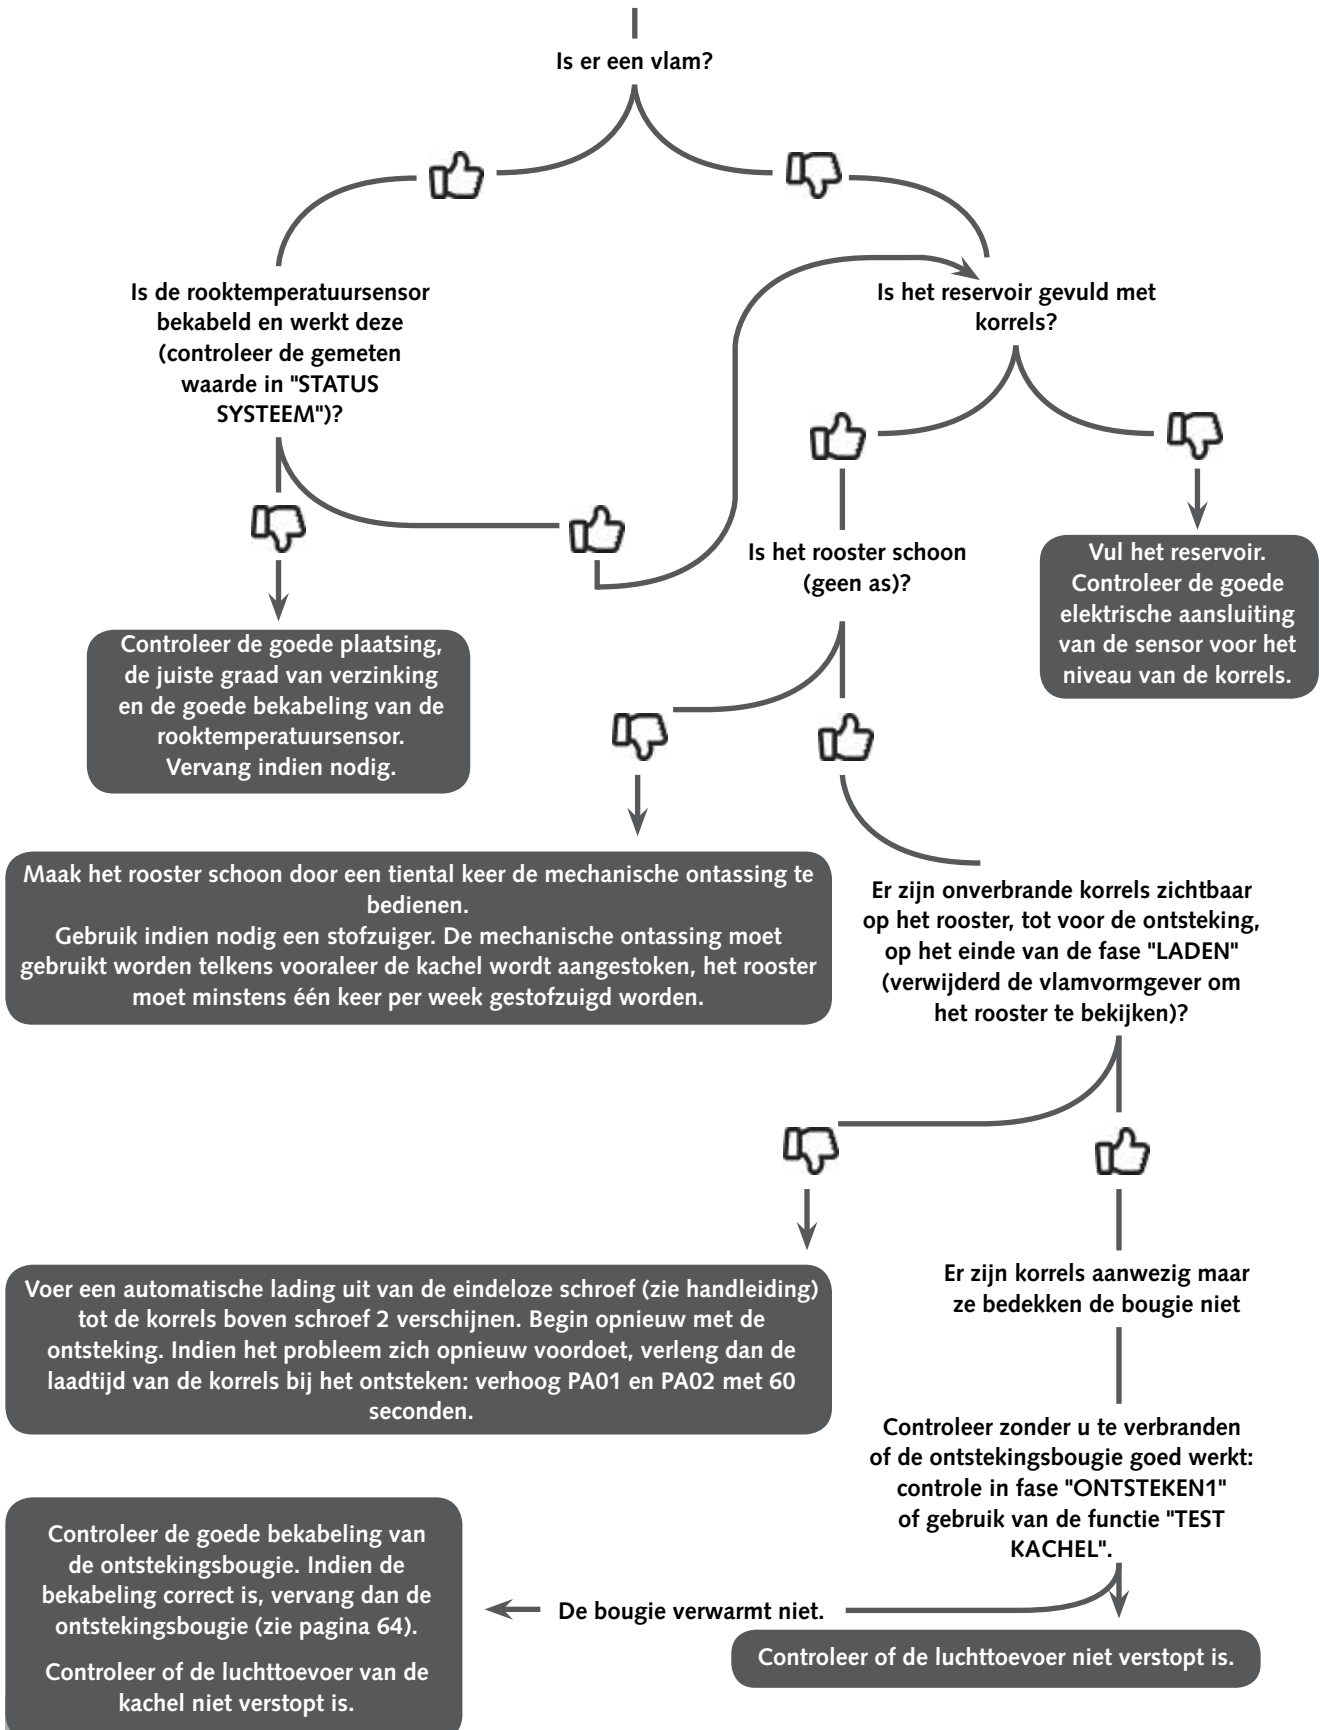 Is er een vlam?
Is de rooktemperatuursensor
bekabeld en werkt deze
(controleer de gemeten
waarde in "STATUS
SYSTEEM")?
Is het reservoir gevuld met
korrels?
Is het rooster schoon
(geen as)?
Vul het reservoir.
Controleer de goede
elektrische aansluiting
van de sensor voor het
niveau van de korrels.
Controleer de goede plaatsing,
de juiste graad van verzinking
en de goede bekabeling van de
rooktemperatuursensor.
Vervang indien nodig.
Maak het rooster schoon door een tiental keer de mechanische ontassing te
bedienen.
Gebruik indien nodig een stofzuiger. De mechanische ontassing moet
gebruikt worden telkens vooraleer de kachel wordt aangestoken, het rooster
moet minstens één keer per week gestofzuigd worden.
Er zijn onverbrande korrels zichtbaar
op het rooster, tot voor de ontsteking,
op het einde van de fase "LADEN"
(verwijderd de vlamvormgever om
het rooster te bekijken)?
Voer een automatische lading uit van de eindeloze schroef (zie handleiding)
tot de korrels boven schroef 2 verschijnen. Begin opnieuw met de
ontsteking. Indien het probleem zich opnieuw voordoet, verleng dan de
laadtijd van de korrels bij het ontsteken: verhoog PA01 en PA02 met 60
seconden.
Er zijn korrels aanwezig maar
ze bedekken de bougie niet
Controleer zonder u te verbranden
of de ontstekingsbougie goed werkt:
controle in fase "ONTSTEKEN1"
of gebruik van de functie "TEST
KACHEL".
Controleer de goede bekabeling van
de ontstekingsbougie. Indien de
bekabeling correct is, vervang dan de
ontstekingsbougie (zie pagina 64).
Controleer of de luchttoevoer van de
kachel niet verstopt is.
De bougie verwarmt niet.
Controleer of de luchttoevoer niet verstopt is.